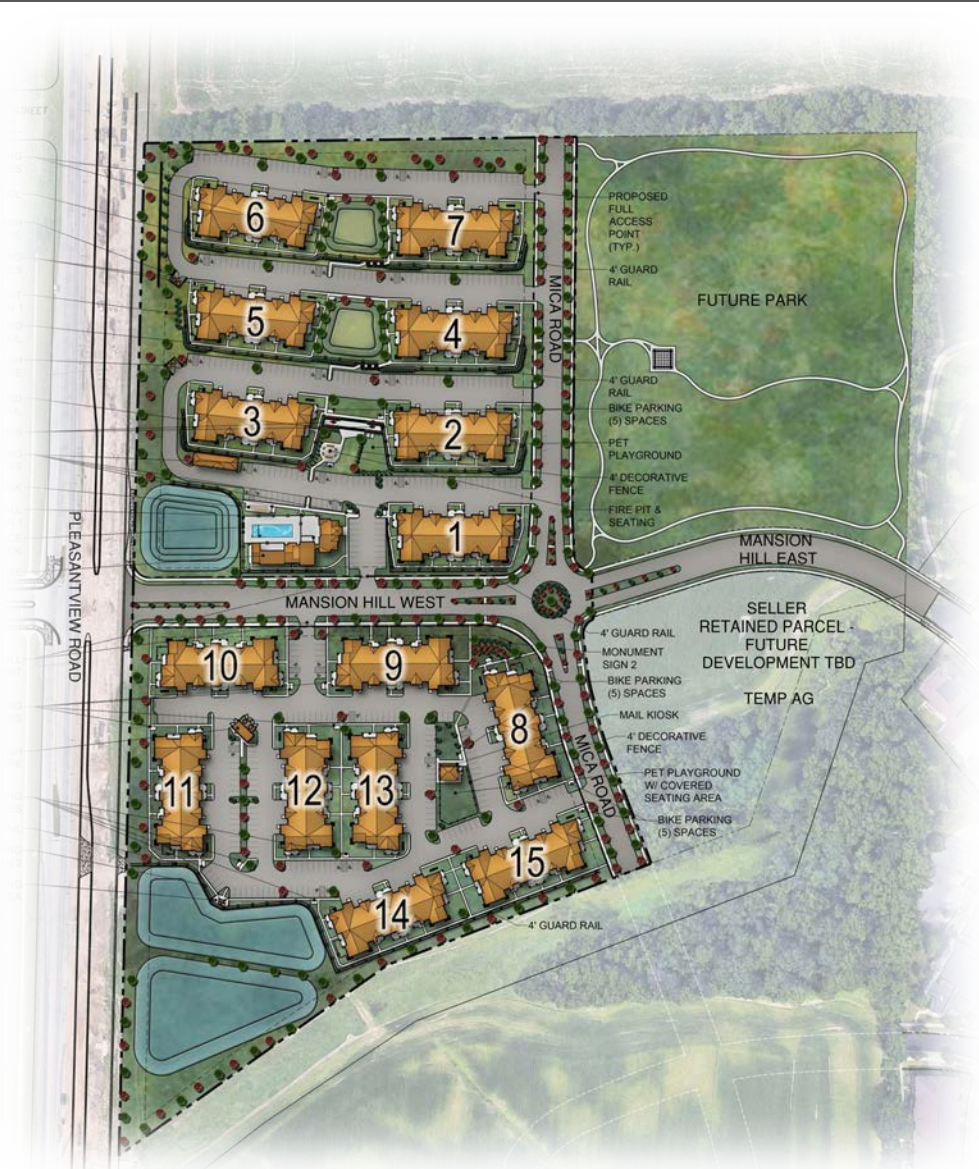 STREET
6
7
5
4
3
2
1
PROPOSED
FULL
ACCESS
POINT
(TYP.)
4' GUARD
RAIL
MICA ROAD
FUTURE PARK
4' GUARD
RAIL
BIKE PARKING
(5) SPACES
PET
PLAYGROUND
4' DECORATIVE
FENCE
FIRE PIT &
SEATING
MANSION
HILL EAST
PLEASANTVIEW ROAD
MANSION HILL WEST
SELLER
RETAINED PARCEL -
FUTURE
DEVELOPMENT TBD
TEMP AG
4' GUARD RAIL
MONUMENT
SIGN 2
BIKE PARKING
(5) SPACES
MAIL KIOSK
4' DECORATIVE
FENCE
PET PLAYGROUND
W/ COVERED
SEATING AREA
BIKE PARKING
(5) SPACES
MICA ROAD
10
9
8
11
12
13
15
14
4' GUARD RAIL